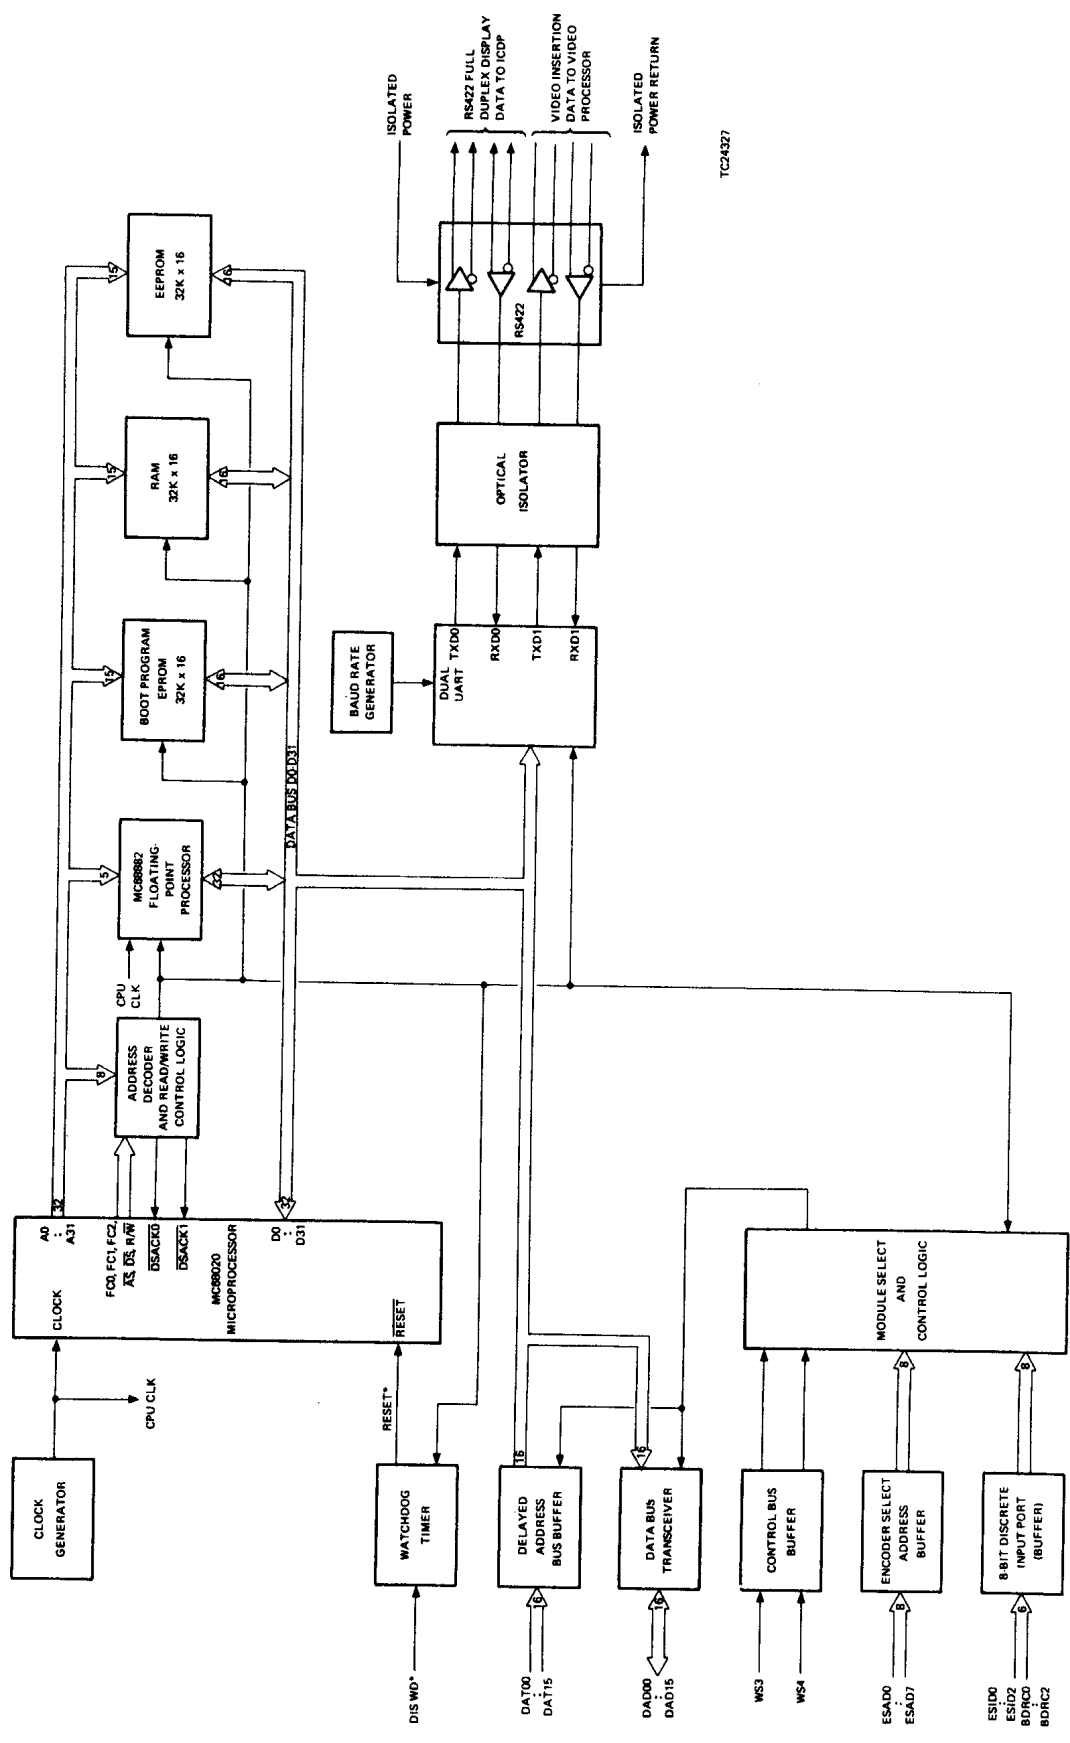 CLOCK
GENERATOR
CPU CLK
CLOCK
A0
:
A31
32
FC0, FC1, FC2,
AS, DS, R/W
DSACK0
DSACK1
MC68020
MICROPROCESSOR
D0
:
D31
32
RESET
8
ADDRESS
DECODER
AND READ/WRITE
CONTROL LOGIC
CPU
CLK
5
MC68882
FLOATING-
POINT
PROCESSOR
32
15
BOOT PROGRAM
EPROM
32K x 16
16
15
RAM
32K x 16
16
15
EEPROM
32K x 16
16
DATA BUS D0-D31
DISWD*
WATCHDOG
TIMER
RESET*
BAUD RATE
GENERATOR
DUAL
UART
TXD0
RXD0
TXD1
RXD1
OPTICAL
ISOLATOR
RS422
ISOLATED
POWER
RS422 FULL
DUPLEX DISPLAY
DATA TO ICDP
VIDEO INSERTION
DATA TO VIDEO
PROCESSOR
ISOLATED
POWER RETURN
DAT00
:
DAT15
16
DELAYED
ADDRESS
BUS BUFFER
16
DAD00
:
DAD15
16
DATA BUS
TRANSCEIVER
16
WS3
WS4
CONTROL BUS
BUFFER
ESAD0
:
ESAD7
8
ENCODER SELECT
ADDRESS
BUFFER
8
ESID0
:
ESID2
BDRC0
:
BDRC2
6
8-BIT DISCRETE
INPUT PORT
(BUFFER)
8
MODULE SELECT
AND
CONTROL LOGIC
TC24327